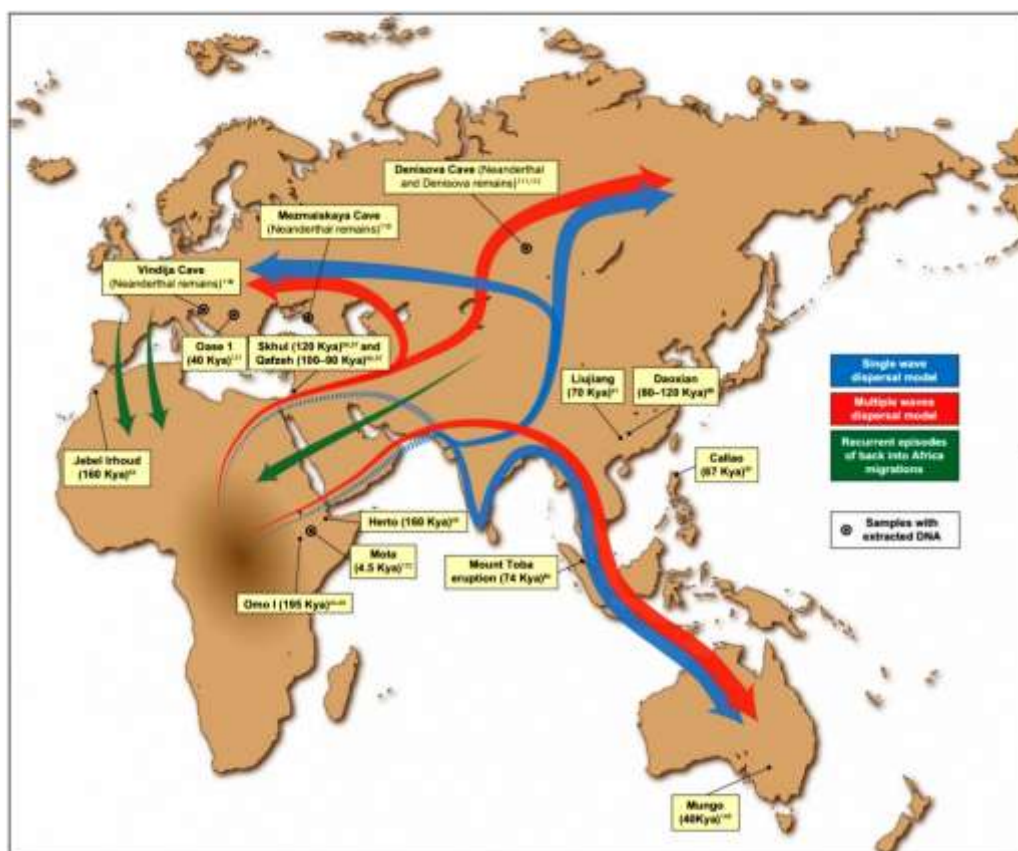 Denisova Cave (Neanderthal
and Denisova remains)
Mezmaiskaya Cave
(Neanderthal remains)
Vindija Cave
(Neanderthal remains)
Oase 1
(40 Kya)
Skhul (120 Kya) and
Qafzeh (100–90 Kya)
Liujiang
(70 Kya)
Daoxian
(80–120 Kya)
Single wave
dispersal model
Multiple waves
dispersal model
Recurrent episodes
of back into Africa
migrations
Jebel Irhoud
(160 Kya)
Callao
(67 Kya)
Herto (160 Kya)
Samples with
extracted DNA
Mota
(4.5 Kya)
Mount Toba
eruption (74 Kya)
Omo I (195 Kya)
Mungo
(40Kya)